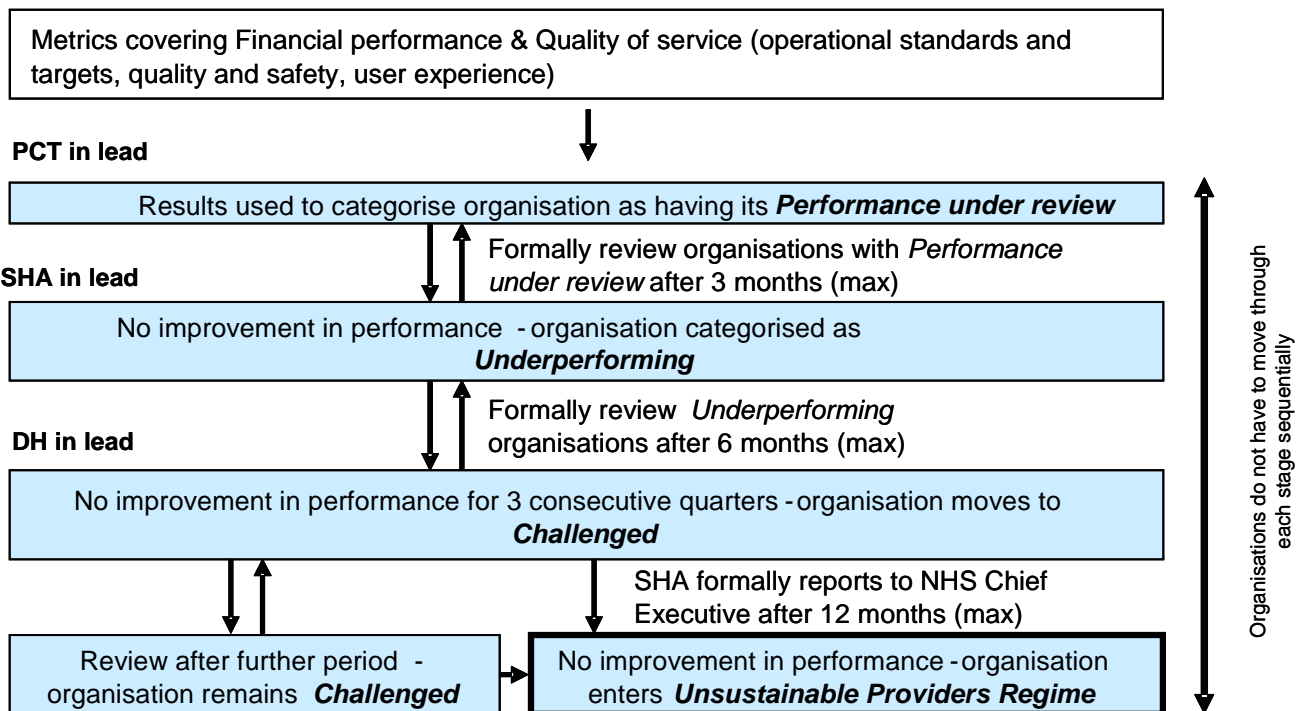 Metrics covering Financial performance & Quality of service (operational standards and
targets, quality and safety, user experience)
PCT in lead
Results used to categorise organisation as having its Performance under review
Formally review organisations with Performance
under review after 3 months (max)
SHA in lead
No improvement in performance - organisation categorised as
Underperforming
Formally review Underperforming
organisations after 6 months (max)
DH in lead
No improvement in performance for 3 consecutive quarters - organisation moves to
Challenged
SHA formally reports to NHS Chief
Executive after 12 months (max)
Review after further period -
organisation remains Challenged
No improvement in performance - organisation
enters Unsustainable Providers Regime
Organisations do not have to move through
each stage sequentially